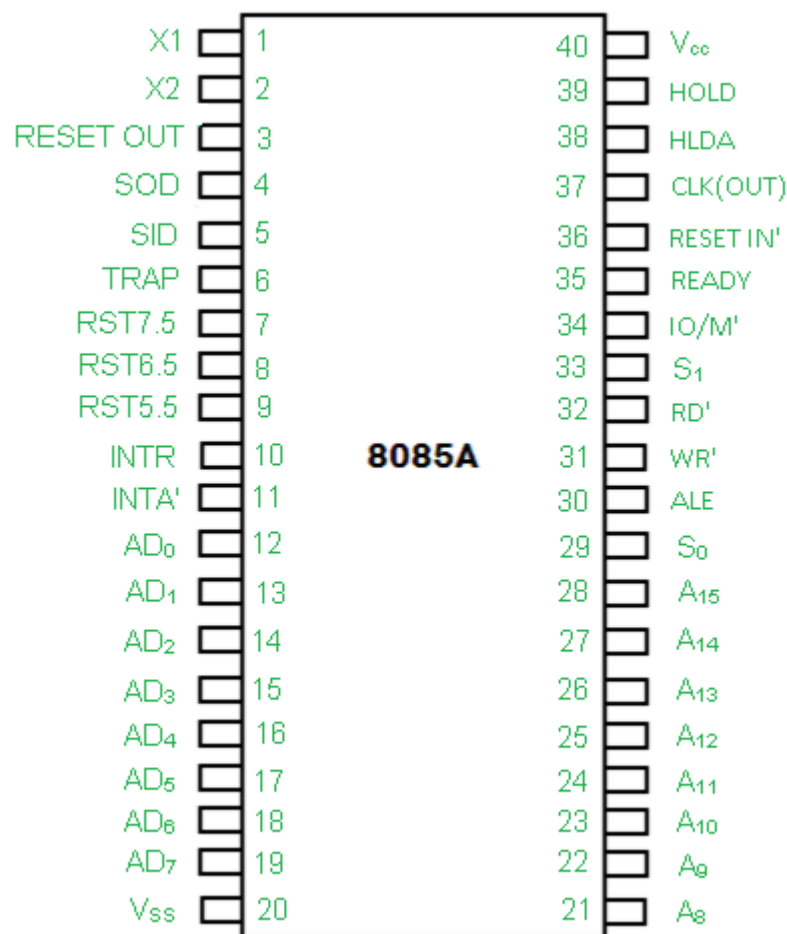 X1 1 40 Vcc
X2 2 39 HOLD
RESET OUT 3 38 HLDA
SOD 4 37 CLK(OUT)
SID 5 36 RESET IN'
TRAP 6 35 READY
RST7.5 7 34 IO/M'
RST6.5 8 33 S₁
RST5.5 9 32 RD'
INTR 10 8085A 31 WR'
INTA' 11 30 ALE
AD₀ 12 29 S₀
AD₁ 13 28 A₁₅
AD₂ 14 27 A₁₄
AD₃ 15 26 A₁₃
AD₄ 16 25 A₁₂
AD₅ 17 24 A₁₁
AD₆ 18 23 A₁₀
AD₇ 19 22 A₉
Vss 20 21 A₈